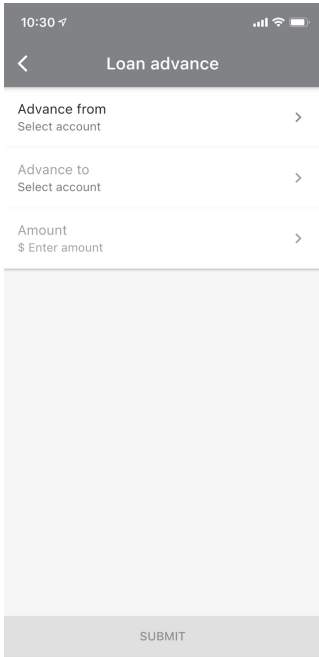 10:30
Loan advance
Advance from
Select account
Advance to
Select account
Amount
$ Enter amount
SUBMIT